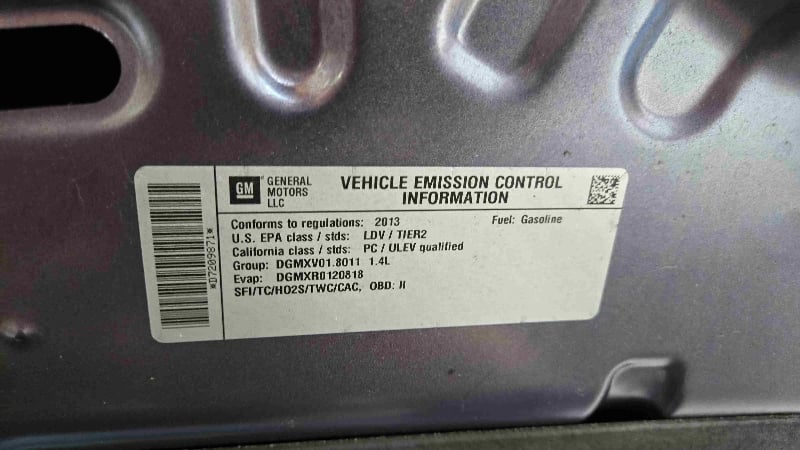 *D7209871*
GM
GENERAL
MOTORS
LLC
VEHICLE EMISSION CONTROL
INFORMATION
Conforms to regulations: 2013 Fuel: Gasoline
U.S. EPA class / stds: LDV / TIER2
California class / stds: PC / ULEV qualified
Group: DGMXV01.8011 1.4L
Evap: DGMXR0120818
SFI/TC/HO2S/TWC/CAC, OBD: II